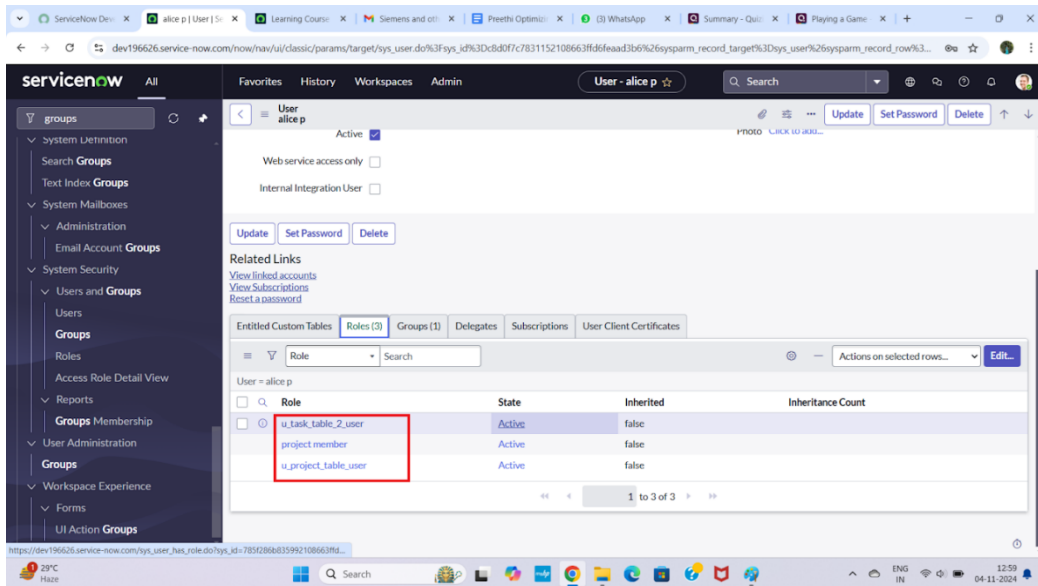 ServiceNow Dev
alice p | User | Se
Learning Course
Siemens and oth
Preethi Optimizi
(3) WhatsApp
Summary - Quiz
Playing a Game
dev196626.service-now.com/now/nav/ui/classic/params/target/sys_user.do%3Fsys_id%3Dc8d0f7c7831152108663ffd6feaad3b6%26sysparm_record_target%3Dsys_user%26sysparm_record_row%3...
servicenow All Favorites History Workspaces Admin User - alice p Search
groups
System Definition
Search Groups
Text Index Groups
System Mailboxes
Administration
Email Account Groups
System Security
Users and Groups
Users
Groups
Roles
Access Role Detail View
Reports
Groups Membership
User Administration
Groups
Workspace Experience
Forms
UI Action Groups
User
alice p
Update Set Password Delete
Active
Photo Click to add...
Web service access only
Internal Integration User
Update Set Password Delete
Related Links
View linked accounts
View Subscriptions
Reset a password
Entitled Custom Tables Roles (3) Groups (1) Delegates Subscriptions User Client Certificates
Role Search Actions on selected rows... Edit...
User = alice p
Role State Inherited Inheritance Count
u_task_table_2_user Active false
project member Active false
u_project_table_user Active false
1 to 3 of 3
https://dev196626.service-now.com/sys_user_has_role.do?sys_id=785f286b835992108663ffd...
29°C
Haze
Search
ENG
IN
12:59
04-11-2024